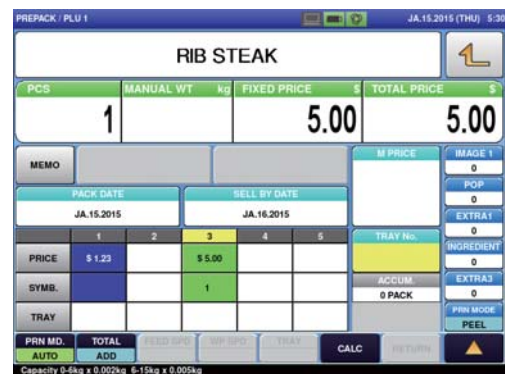 PREPACK / PLU 1 JA.15.2015 (THU) 5:30
RIB STEAK
PCS MANUAL WT kg FIXED PRICE $ TOTAL PRICE $
1 5.00 5.00
MEMO M PRICE IMAGE 1
0
PACK DATE SELL BY DATE POP
0
JA.15.2015 JA.16.2015 EXTRA1
0
1 2 3 4 5 TRAY No. INGREDIENT
0
PRICE $ 1.23 $ 5.00
SYMB. 1 ACCUM. EXTRA3
0 PACK 0
TRAY PRN MODE
PEEL
PRN MD. TOTAL FEED SPD WP SPD TRAY CALC RETURN
AUTO ADD
Capacity 0-6kg x 0.002kg 6-15kg x 0.005kg